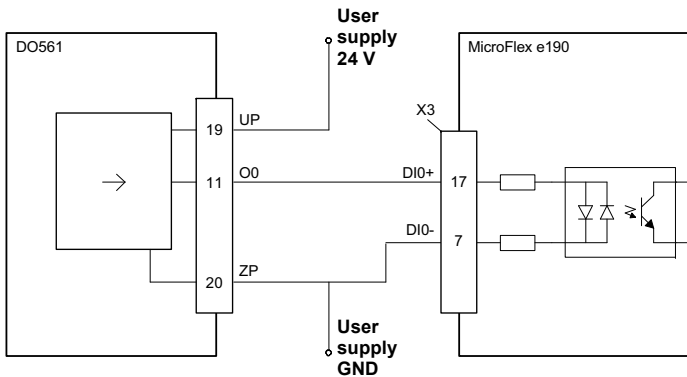 User
supply
24 V
DO561
MicroFlex e190
X3
19
UP
11
O0
DI0+
17
DI0-
7
20
ZP
User
supply
GND